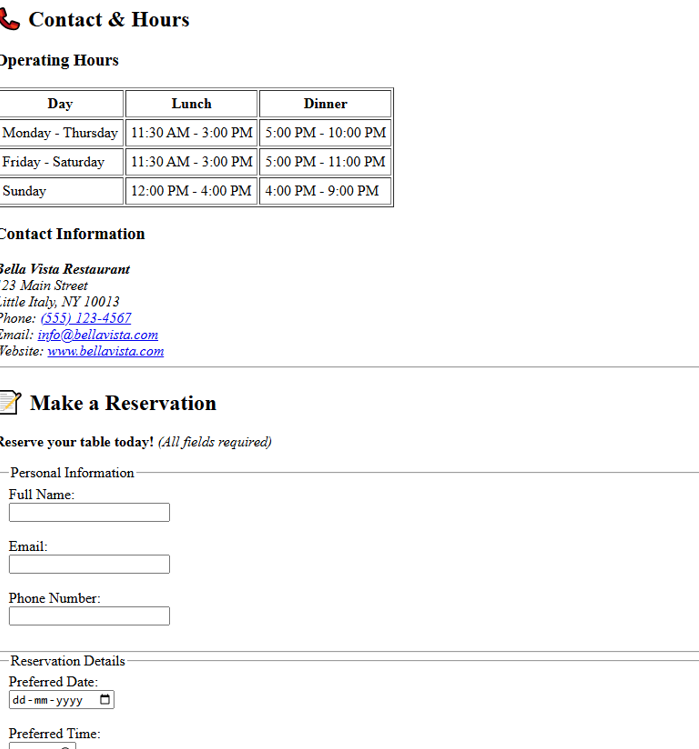 Contact & Hours
Operating Hours
Day Lunch Dinner
Monday - Thursday 11:30 AM - 3:00 PM 5:00 PM - 10:00 PM
Friday - Saturday 11:30 AM - 3:00 PM 5:00 PM - 11:00 PM
Sunday 12:00 PM - 4:00 PM 4:00 PM - 9:00 PM
Contact Information
Bella Vista Restaurant
123 Main Street
Little Italy, NY 10013
Phone: (555) 123-4567
Email: info@bellavista.com
Website: www.bellavista.com
Make a Reservation
Reserve your table today! (All fields required)
Personal Information
Full Name:
Email:
Phone Number:
Reservation Details
Preferred Date:
dd-mm-yyyy
Preferred Time: